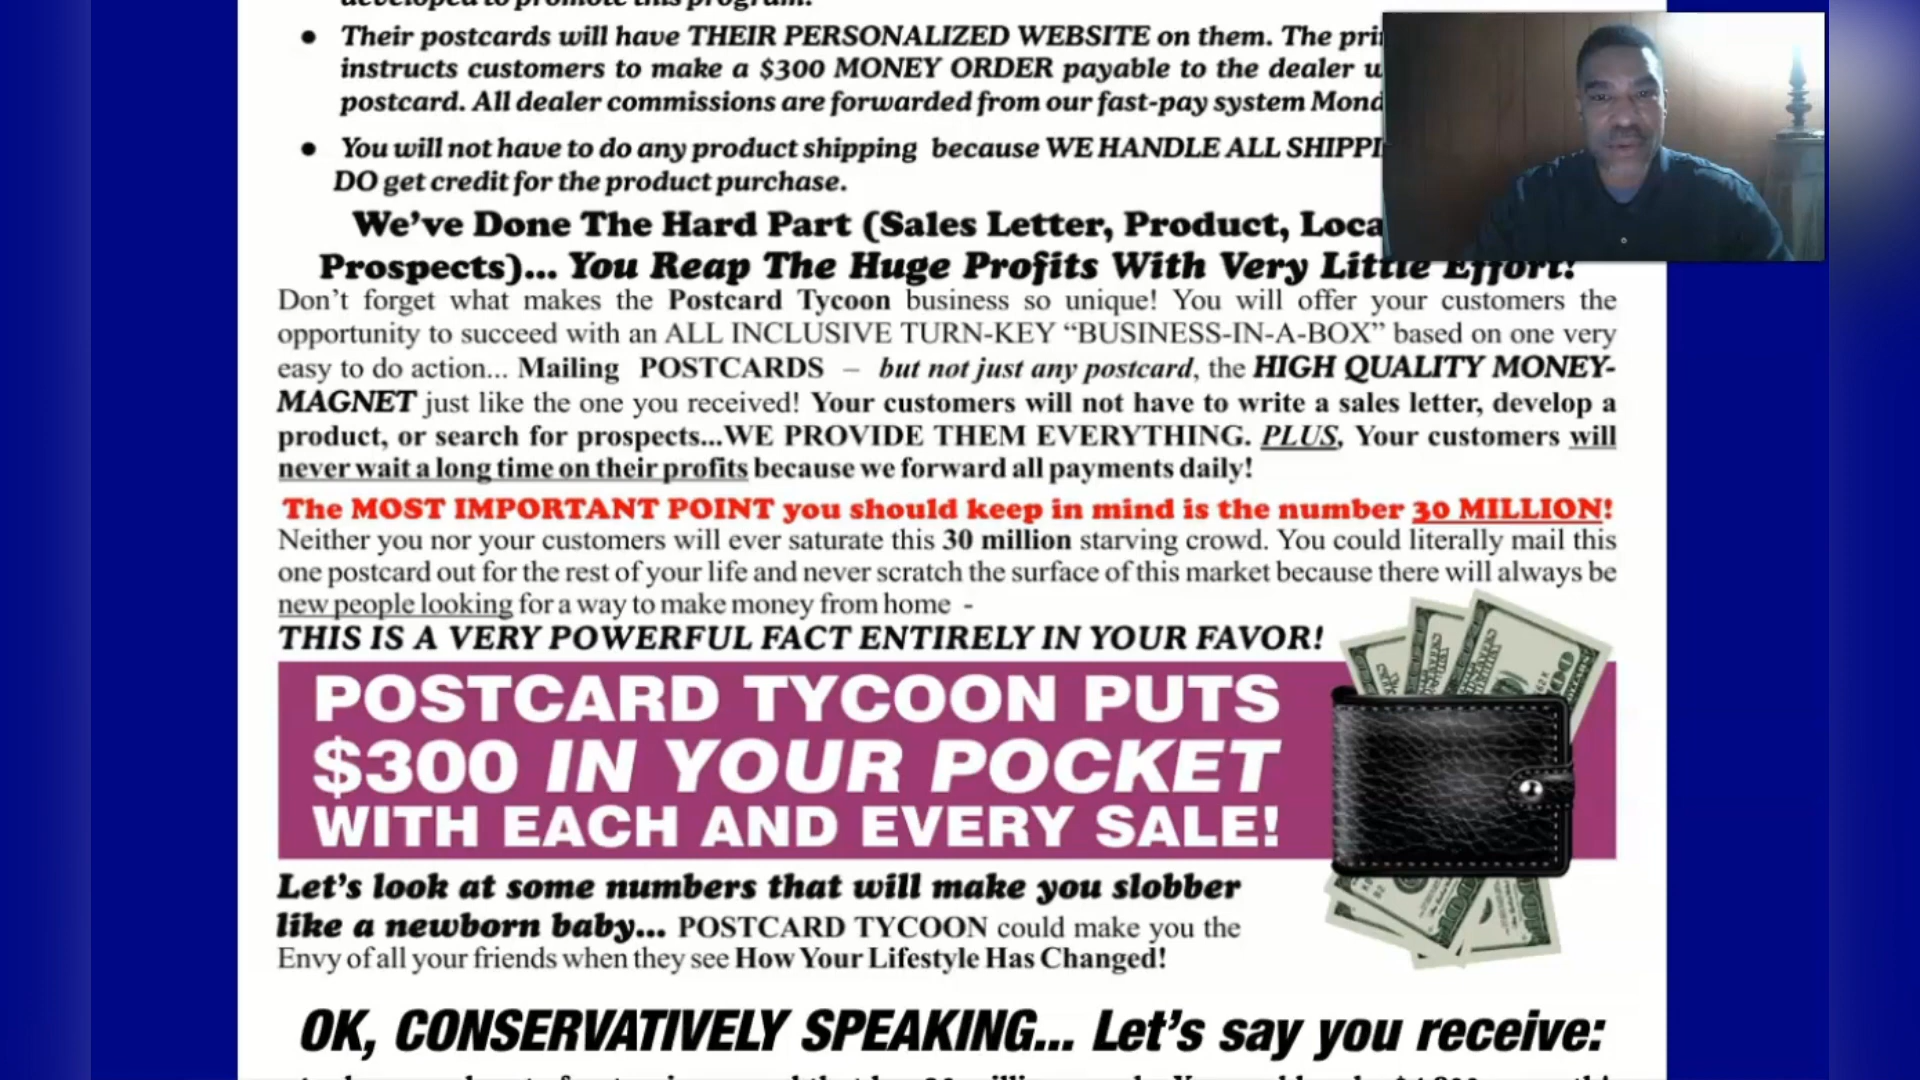 developed to promote this program!
● Their postcards will have THEIR PERSONALIZED WEBSITE on them. The
instructs customers to make a $300 MONEY ORDER payable to the dealer
postcard. All dealer commissions are forwarded from our fast-pay system
● You will not have to do any product shipping because WE HANDLE ALL
DO get credit for the product purchase.
We've Done The Hard Part (Sales Letter, Product,
Prospects)... You Reap The Huge Profits With Very Little Effort!
Don't forget what makes the Postcard Tycoon business so unique! You will offer your customers the
opportunity to succeed with an ALL INCLUSIVE TURN-KEY “BUSINESS-IN-A-BOX” based on one very
easy to do action... Mailing POSTCARDS – but not just any postcard, the HIGH QUALITY MONEY-
MAGNET just like the one you received! Your customers will not have to write a sales letter, develop a
product, or search for prospects...WE PROVIDE THEM EVERYTHING. PLUS, Your customers will
never wait a long time on their profits because we forward all payments daily!
The MOST IMPORTANT POINT you should keep in mind is the number 30 MILLION!
Neither you nor your customers will ever saturate this 30 million starving crowd. You could literally mail this
one postcard out for the rest of your life and never scratch the surface of this market because there will always be
new people looking for a way to make money from home -
THIS IS A VERY POWERFUL FACT ENTIRELY IN YOUR FAVOR!
POSTCARD TYCOON PUTS
$300 IN YOUR POCKET
WITH EACH AND EVERY SALE!
Let's look at some numbers that will make you slobber
like a newborn baby... POSTCARD TYCOON could make you the
Envy of all your friends when they see How Your Lifestyle Has Changed!
OK, CONSERVATIVELY SPEAKING... Let's say you receive: